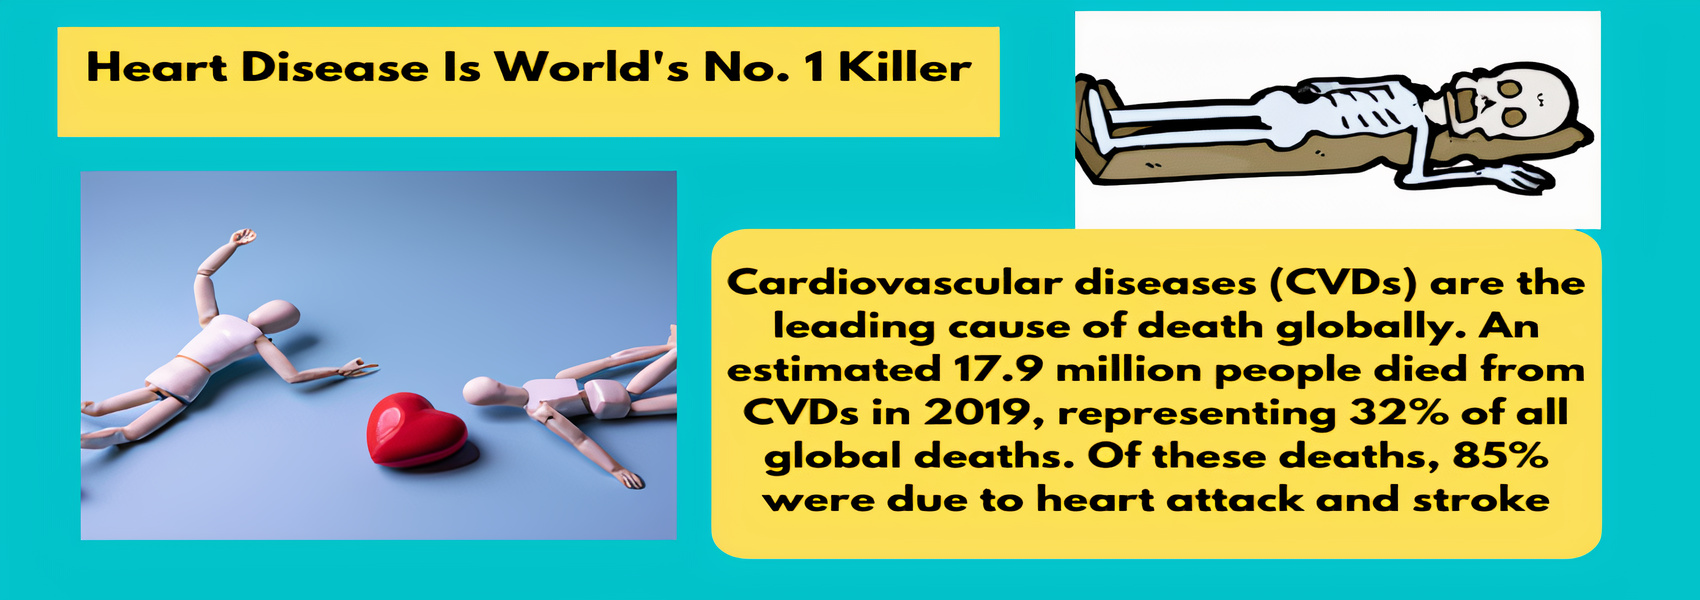 Heart Disease Is World's No. 1 Killer
Cardiovascular diseases (CVDs) are the
leading cause of death globally. An
estimated 17.9 million people died from
CVDs in 2019, representing 32% of all
global deaths. Of these deaths, 85%
were due to heart attack and stroke